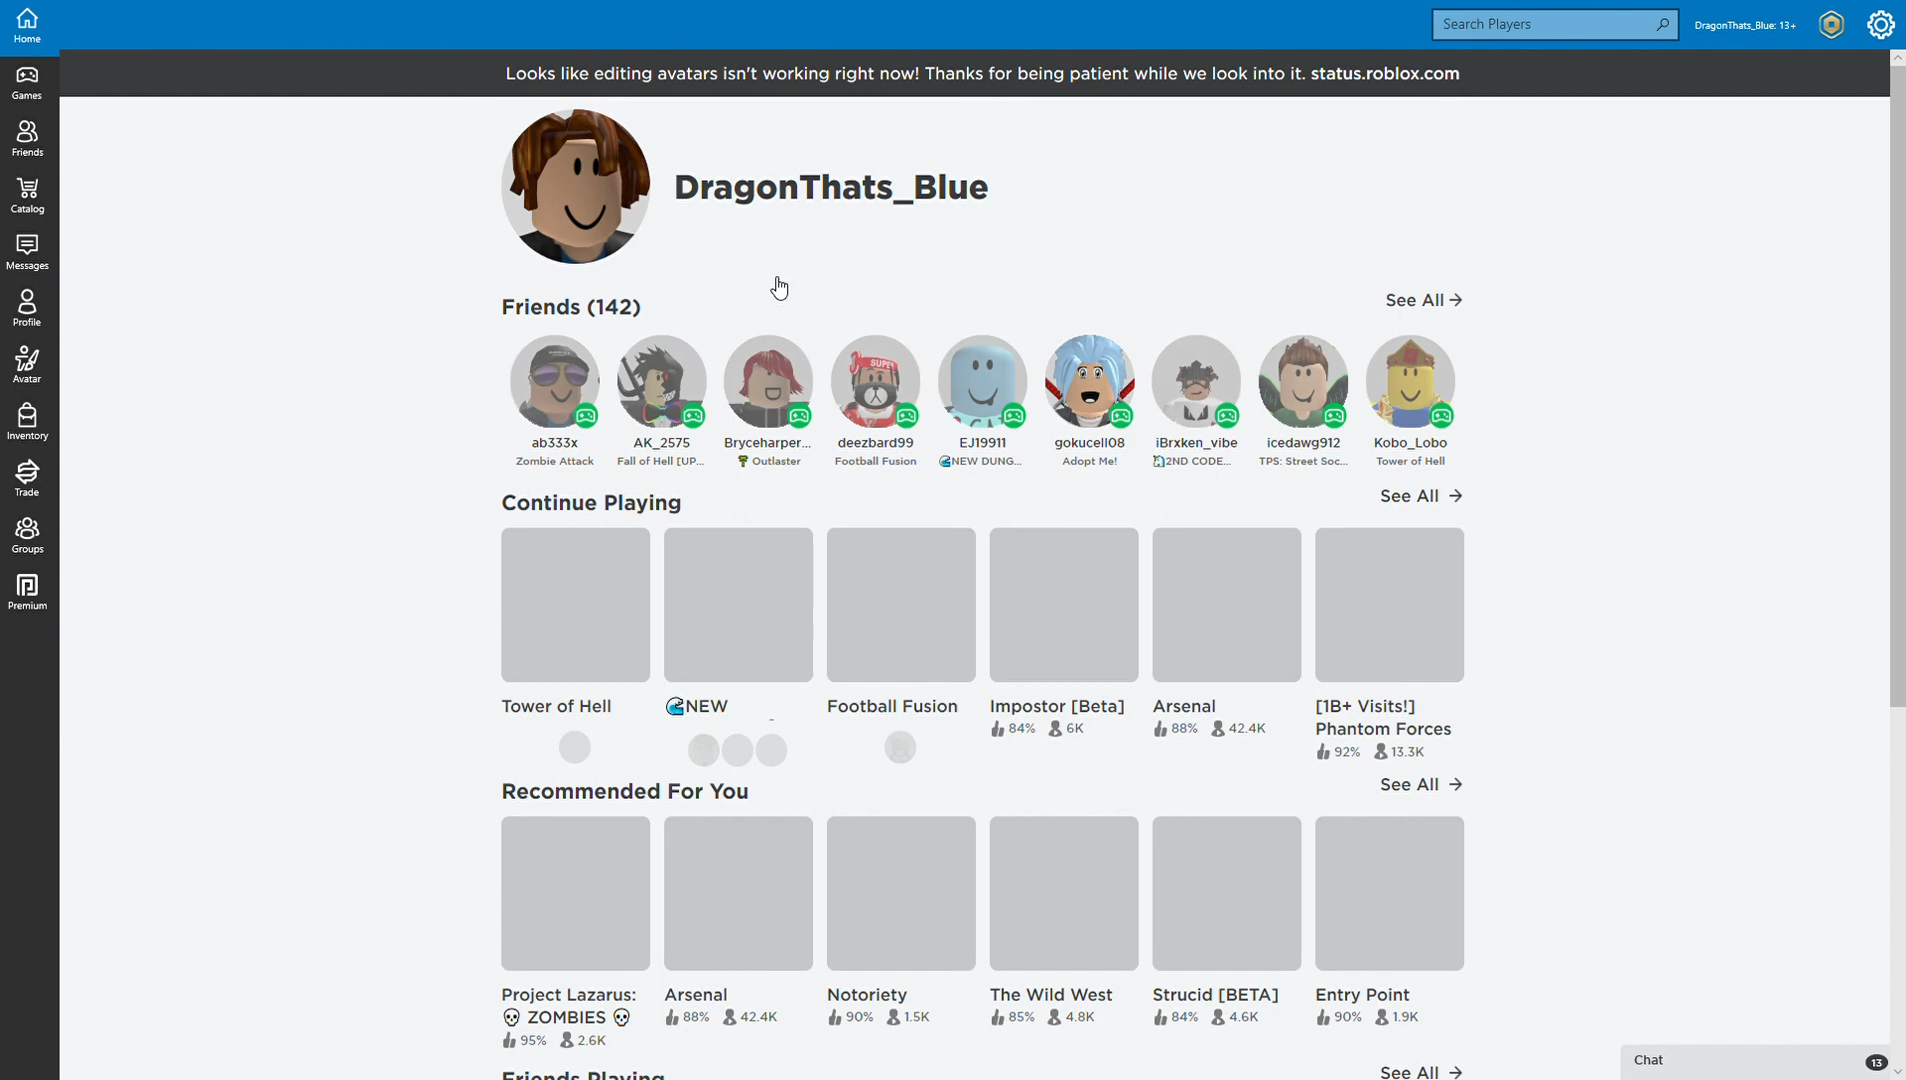 Home
Search Players
DragonThats_Blue: 13+
Looks like editing avatars isn't working right now! Thanks for being patient while we look into it. status.roblox.com
Games
Friends
Catalog
Messages
Profile
Avatar
Inventory
Trade
Groups
Premium
DragonThats_Blue
Friends (142)
See All
ab333x
AK_2575
Bryceharper...
deezbard99
EJ19911
gokucell08
iBrxken_vibe
icedawg912
Kobo_Lobo
Zombie Attack
Fall of Hell [UP...
Outlaster
Football Fusion
NEW DUNG...
Adopt Me!
2ND CODE...
TPS: Street Soc...
Tower of Hell
Continue Playing
See All
Tower of Hell
NEW
Football Fusion
Impostor [Beta]
84% 6K
Arsenal
88% 42.4K
[1B+ Visits!]
Phantom Forces
92% 13.3K
Recommended For You
See All
Project Lazarus:
💀 ZOMBIES 💀
95% 2.6K
Arsenal
88% 42.4K
Notoriety
90% 1.5K
The Wild West
85% 4.8K
Strucid [BETA]
84% 4.6K
Entry Point
90% 1.9K
Friends Playing
See All
Chat
13